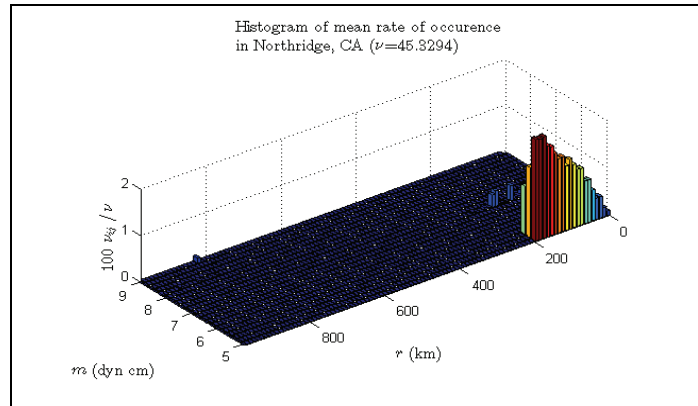 Histogram of mean rate of occurence
in Northridge, CA (ν=45.3294)
2
1
0
100 νij / ν
9
8
7
6
5
m (dyn cm)
800
600
400
200
0
r (km)